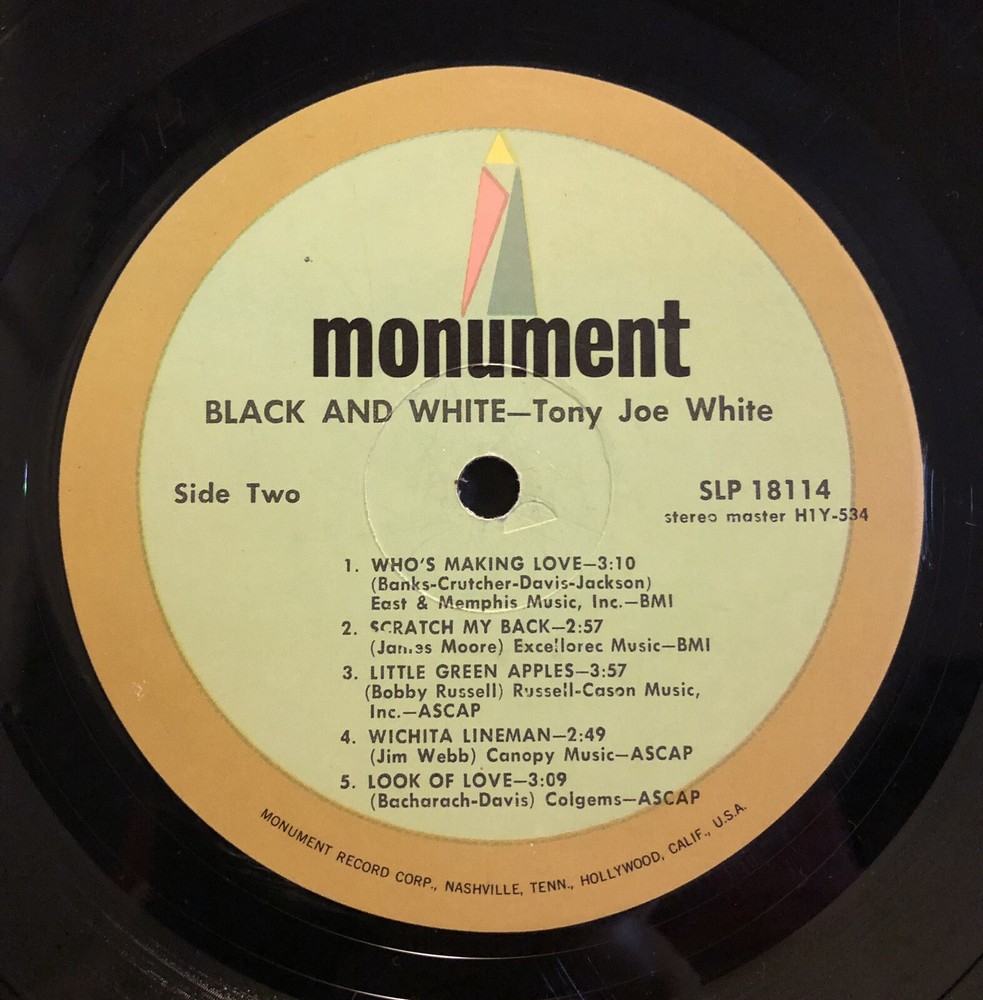 monument
BLACK AND WHITE—Tony Joe White
Side Two
SLP 18114
stereo master H1Y-534
1. WHO'S MAKING LOVE—3:10
(Banks-Crutcher-Davis-Jackson)
East & Memphis Music, Inc.—BMI
2. SCRATCH MY BACK—2:57
(James Moore) Excellorec Music—BMI
3. LITTLE GREEN APPLES—3:57
(Bobby Russell) Russell-Cason Music,
Inc.—ASCAP
4. WICHITA LINEMAN—2:49
(Jim Webb) Canopy Music—ASCAP
5. LOOK OF LOVE—3:09
(Bacharach-Davis) Colgems—ASCAP
MONUMENT RECORD CORP., NASHVILLE, TENN., HOLLYWOOD, CALIF., U.S.A.